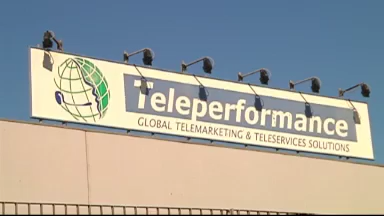 Teleperformance
GLOBAL TELEMARKETING & TELESERVICES SOLUTIONS